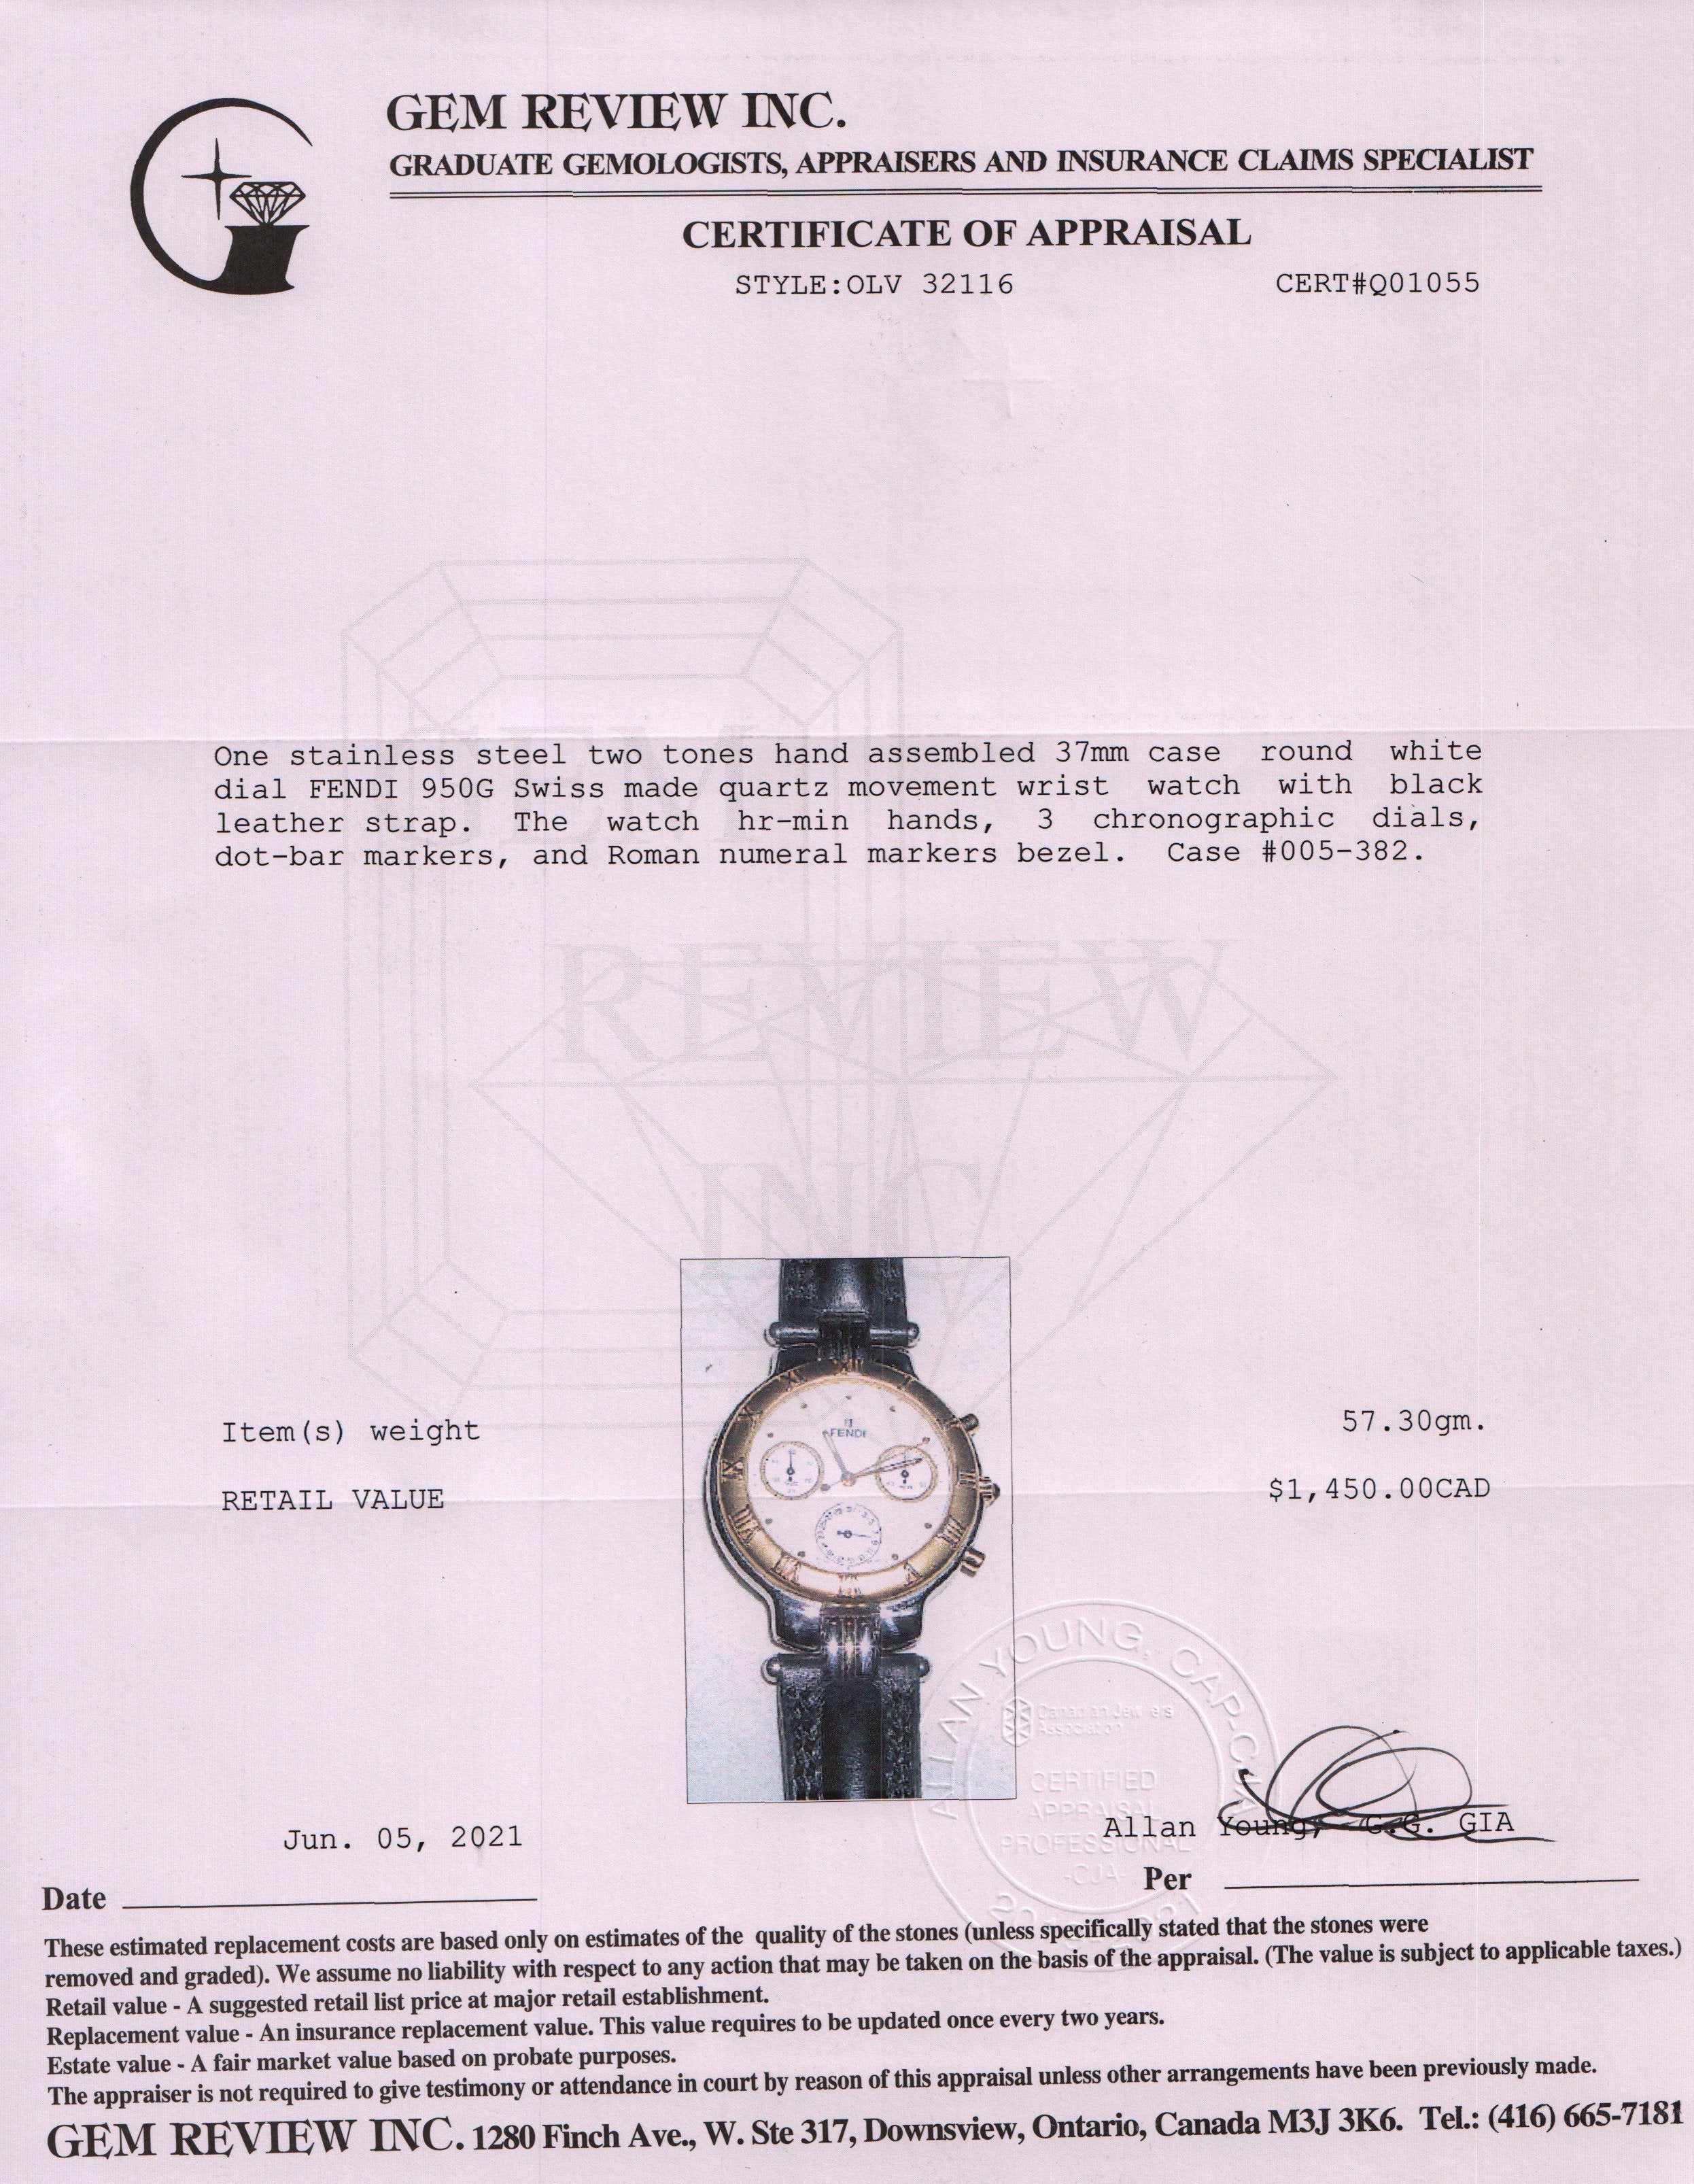 GEM REVIEW INC.
GRADUATE GEMOLOGISTS, APPRAISERS AND INSURANCE CLAIMS SPECIALIST
CERTIFICATE OF APPRAISAL
STYLE:OLV 32116 CERT#Q01055
One stainless steel two tones hand assembled 37mm case round white
dial FENDI 950G Swiss made quartz movement wrist watch with black
leather strap. The watch hr-min hands, 3 chronographic dials,
dot-bar markers, and Roman numeral markers bezel. Case #005-382.
EM
REVIEW
INC
FENDI
Item(s) weight 57.30gm.
RETAIL VALUE $1,450.00CAD
ALLAN YOUNG, CAP-CJA
Canadian Jewellers
Association
CERTIFIED
APPRAISAL
PROFESSIONAL
-CJA-
Jun. 05, 2021 Allan Young, G.G. GIA
Date Per
These estimated replacement costs are based only on estimates of the quality of the stones (unless specifically stated that the stones were
removed and graded). We assume no liability with respect to any action that may be taken on the basis of the appraisal. (The value is subject to applicable taxes.)
Retail value - A suggested retail list price at major retail establishment.
Replacement value - An insurance replacement value. This value requires to be updated once every two years.
Estate value - A fair market value based on probate purposes.
The appraiser is not required to give testimony or attendance in court by reason of this appraisal unless other arrangements have been previously made.
GEM REVIEW INC. 1280 Finch Ave., W. Ste 317, Downsview, Ontario, Canada M3J 3K6. Tel.: (416) 665-7181